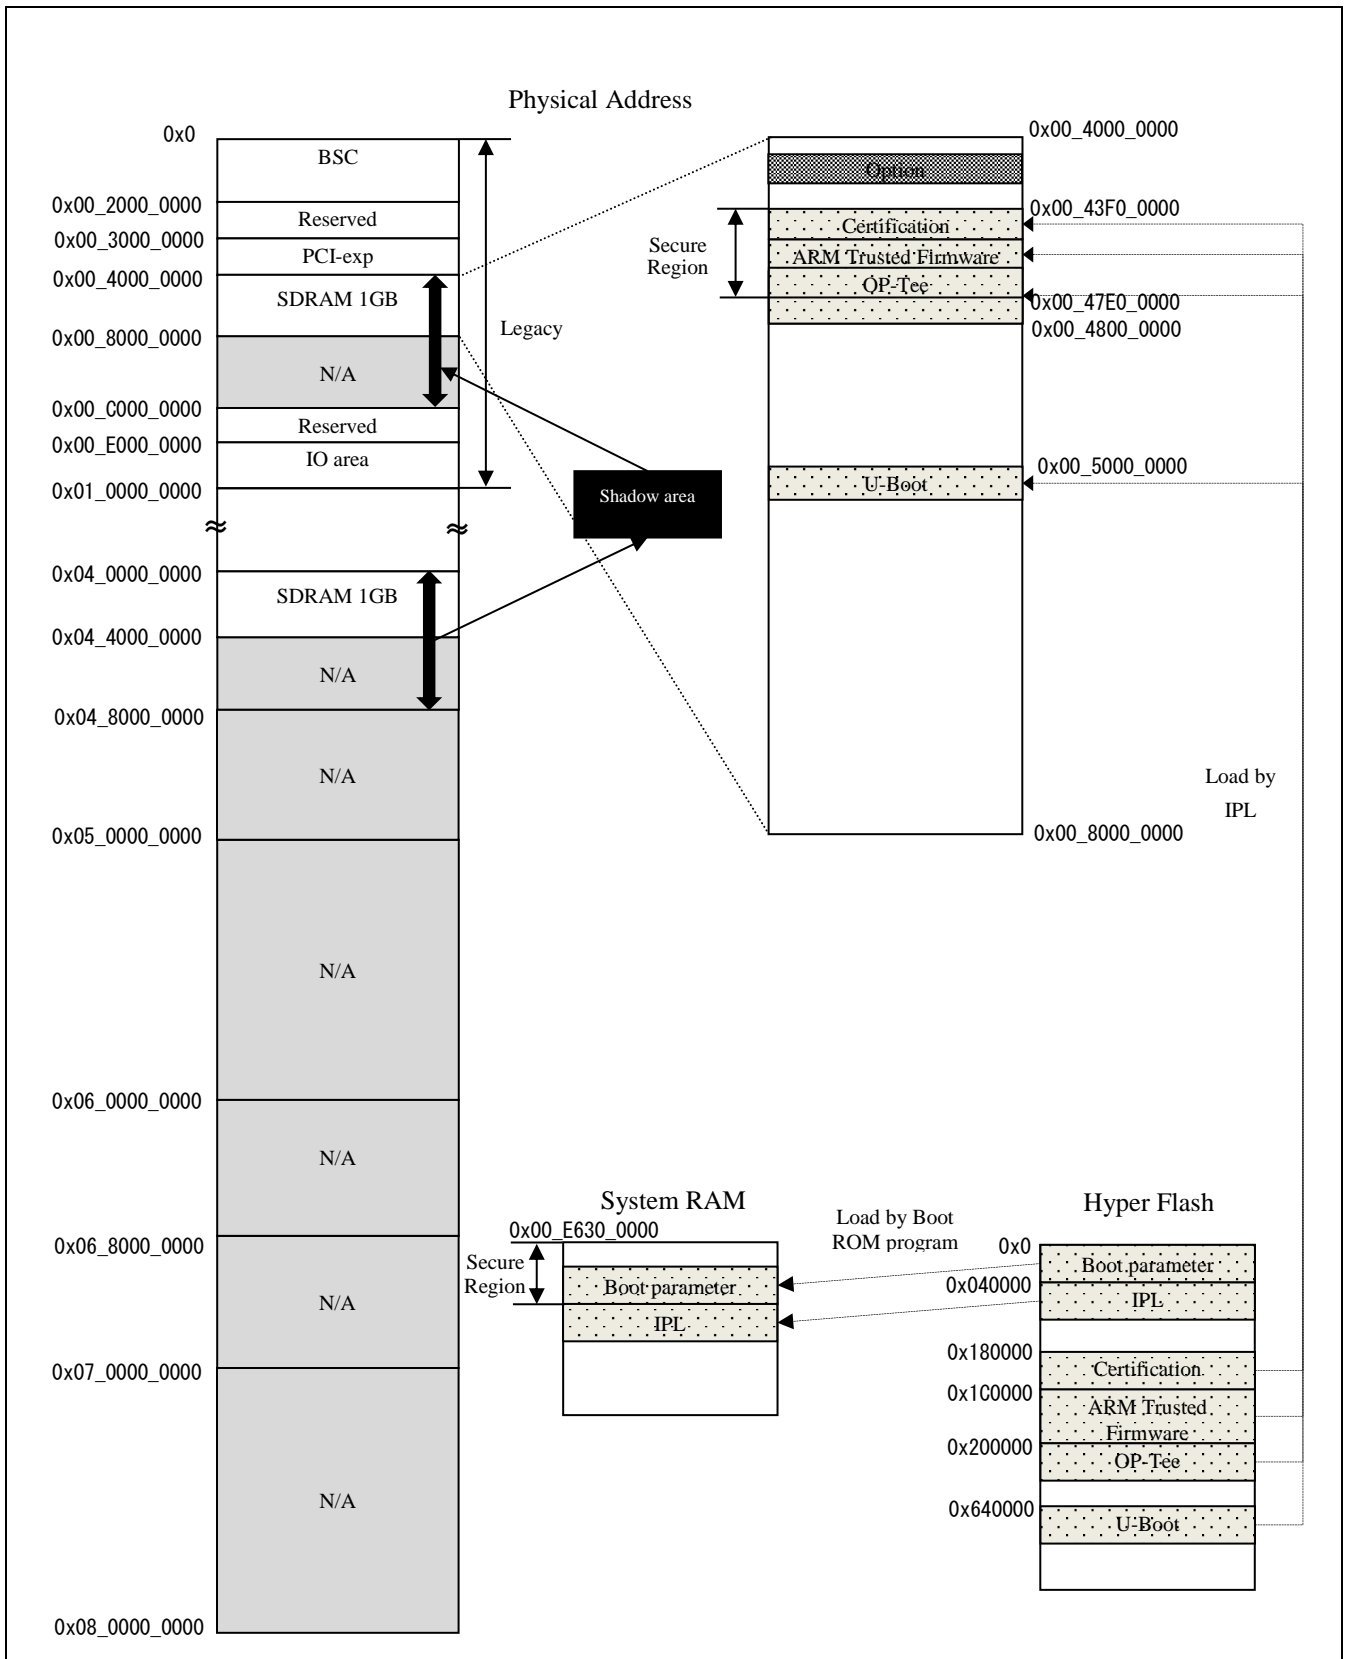 Physical Address
0x0
BSC
0x00_2000_0000
Reserved
0x00_3000_0000
PCI-exp
0x00_4000_0000
SDRAM 1GB
0x00_8000_0000
N/A
0x00_C000_0000
Reserved
0x00_E000_0000
IO area
0x01_0000_0000
Legacy
≈
≈
0x04_0000_0000
SDRAM 1GB
0x04_4000_0000
N/A
0x04_8000_0000
N/A
0x05_0000_0000
N/A
0x06_0000_0000
N/A
0x06_8000_0000
N/A
0x07_0000_0000
N/A
0x08_0000_0000
Shadow area
0x00_4000_0000
Option
0x00_43F0_0000
Secure
Region
Certification
ARM Trusted Firmware
OP-Tee
0x00_47E0_0000
0x00_4800_0000
0x00_5000_0000
U-Boot
0x00_8000_0000
Load by
IPL
System RAM
0x00_E630_0000
Secure
Region
Boot parameter
IPL
Load by Boot
ROM program
Hyper Flash
0x0
Boot parameter
0x040000
IPL
0x180000
Certification
0x1C0000
ARM Trusted
Firmware
0x200000
OP-Tee
0x640000
U-Boot